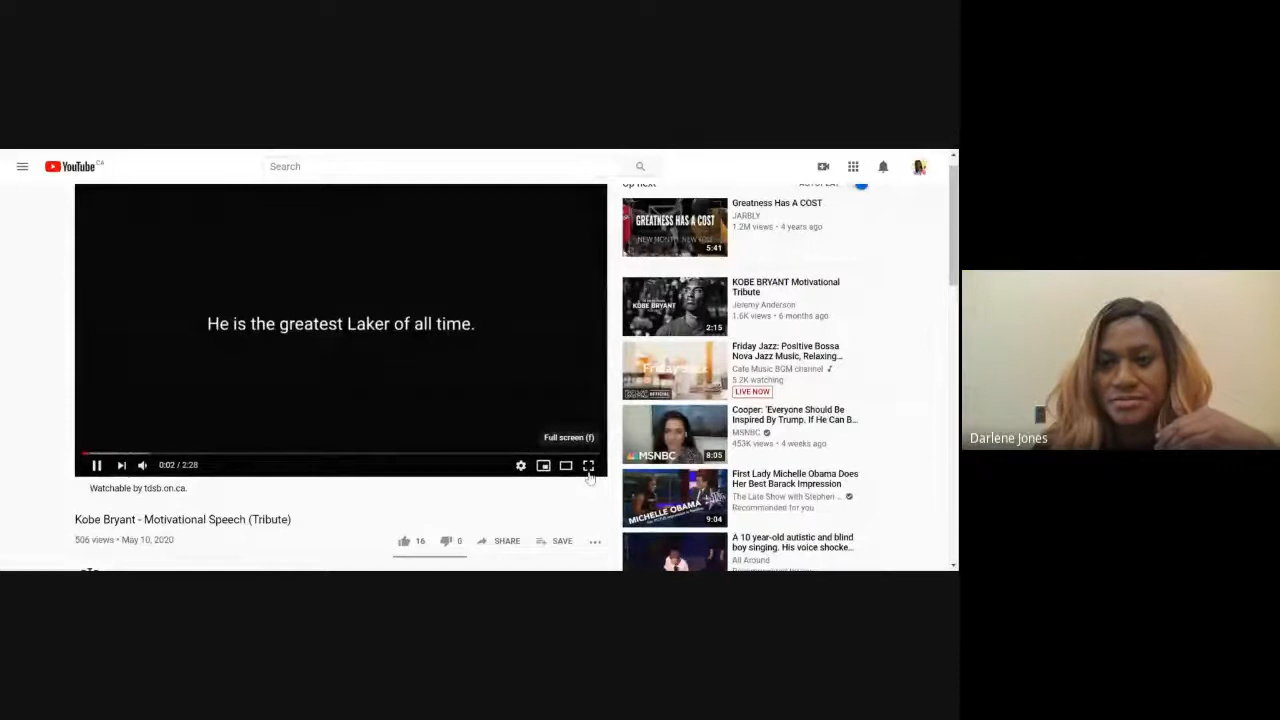 YouTube CA
Search
He is the greatest Laker of all time.
Full screen (f)
0:02 / 2:28
Watchable by tdsb.on.ca.
Kobe Bryant - Motivational Speech (Tribute)
506 views • May 10, 2020
16
0
SHARE
SAVE
Up next
AUTOPLAY
GREATNESS HAS A COST
5:41
Greatness Has A COST
JARBLY
1.2M views • 4 years ago
KOBE BRYANT
2:15
KOBE BRYANT Motivational
Tribute
Jeremy Anderson
1.6K views • 6 months ago
Friday Jazz: Positive Bossa
Nova Jazz Music, Relaxing...
Cafe Music BGM channel
5.2K watching
LIVE NOW
MSNBC
8:05
Cooper: 'Everyone Should Be
Inspired By Trump. If He Can B...
MSNBC
453K views • 4 weeks ago
MICHELLE OBAMA
9:04
First Lady Michelle Obama Does
Her Best Barack Impression
The Late Show with Stephen ...
Recommended for you
A 10 year-old autistic and blind
boy singing. His voice shocke...
All Around
Darlene Jones